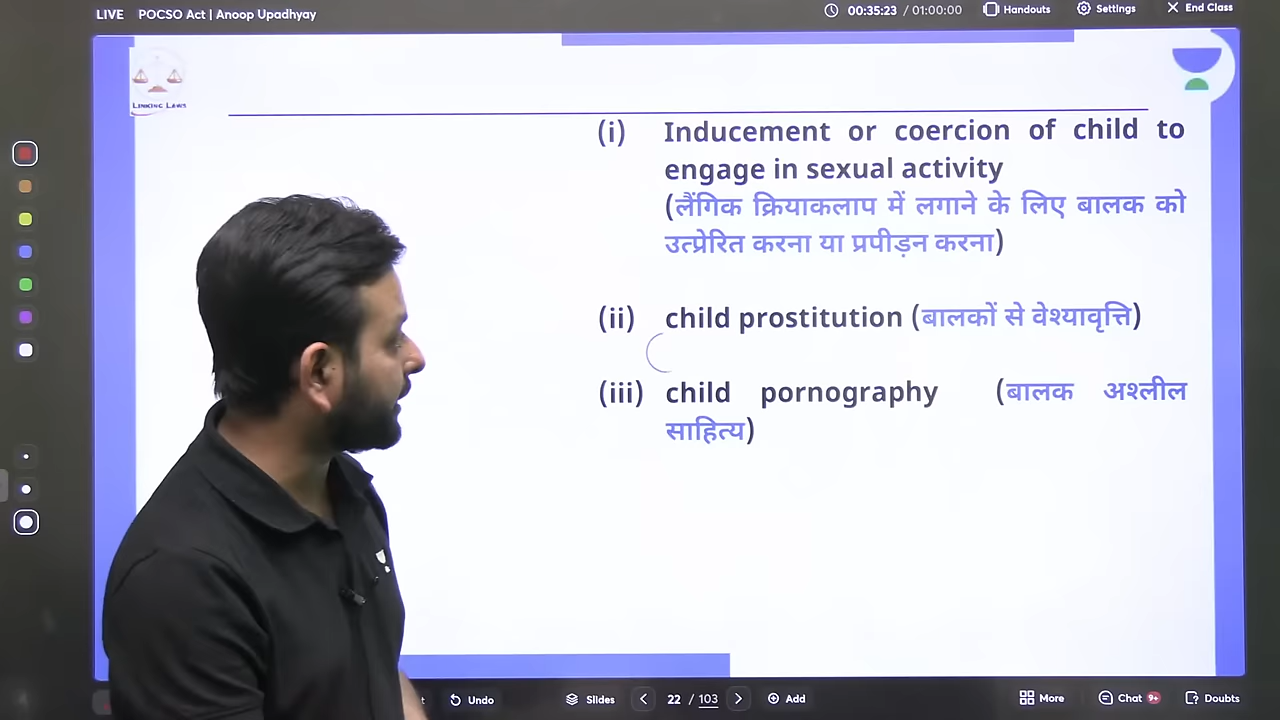 LIVE POCSO Act | Anoop Upadhyay 00:35:23 / 01:00:00 Handouts Settings End Class
LINKING LAWS
(i) Inducement or coercion of child to
engage in sexual activity
(लैंगिक क्रियाकलाप में लगाने के लिए बालक को
उत्प्रेरित करना या प्रपीड़न करना)
(ii) child prostitution (बालकों से वेश्यावृत्ति)
(iii) child pornography (बालक अश्लील
साहित्य)
Undo Slides 22 / 103 Add More Chat 9+ Doubts